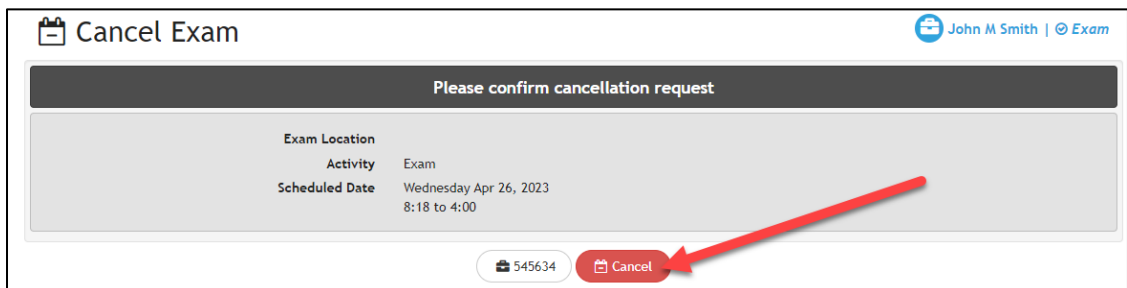 Cancel Exam
John M Smith | Exam
Please confirm cancellation request
Exam Location
Activity Exam
Scheduled Date Wednesday Apr 26, 2023
8:18 to 4:00
545634 Cancel